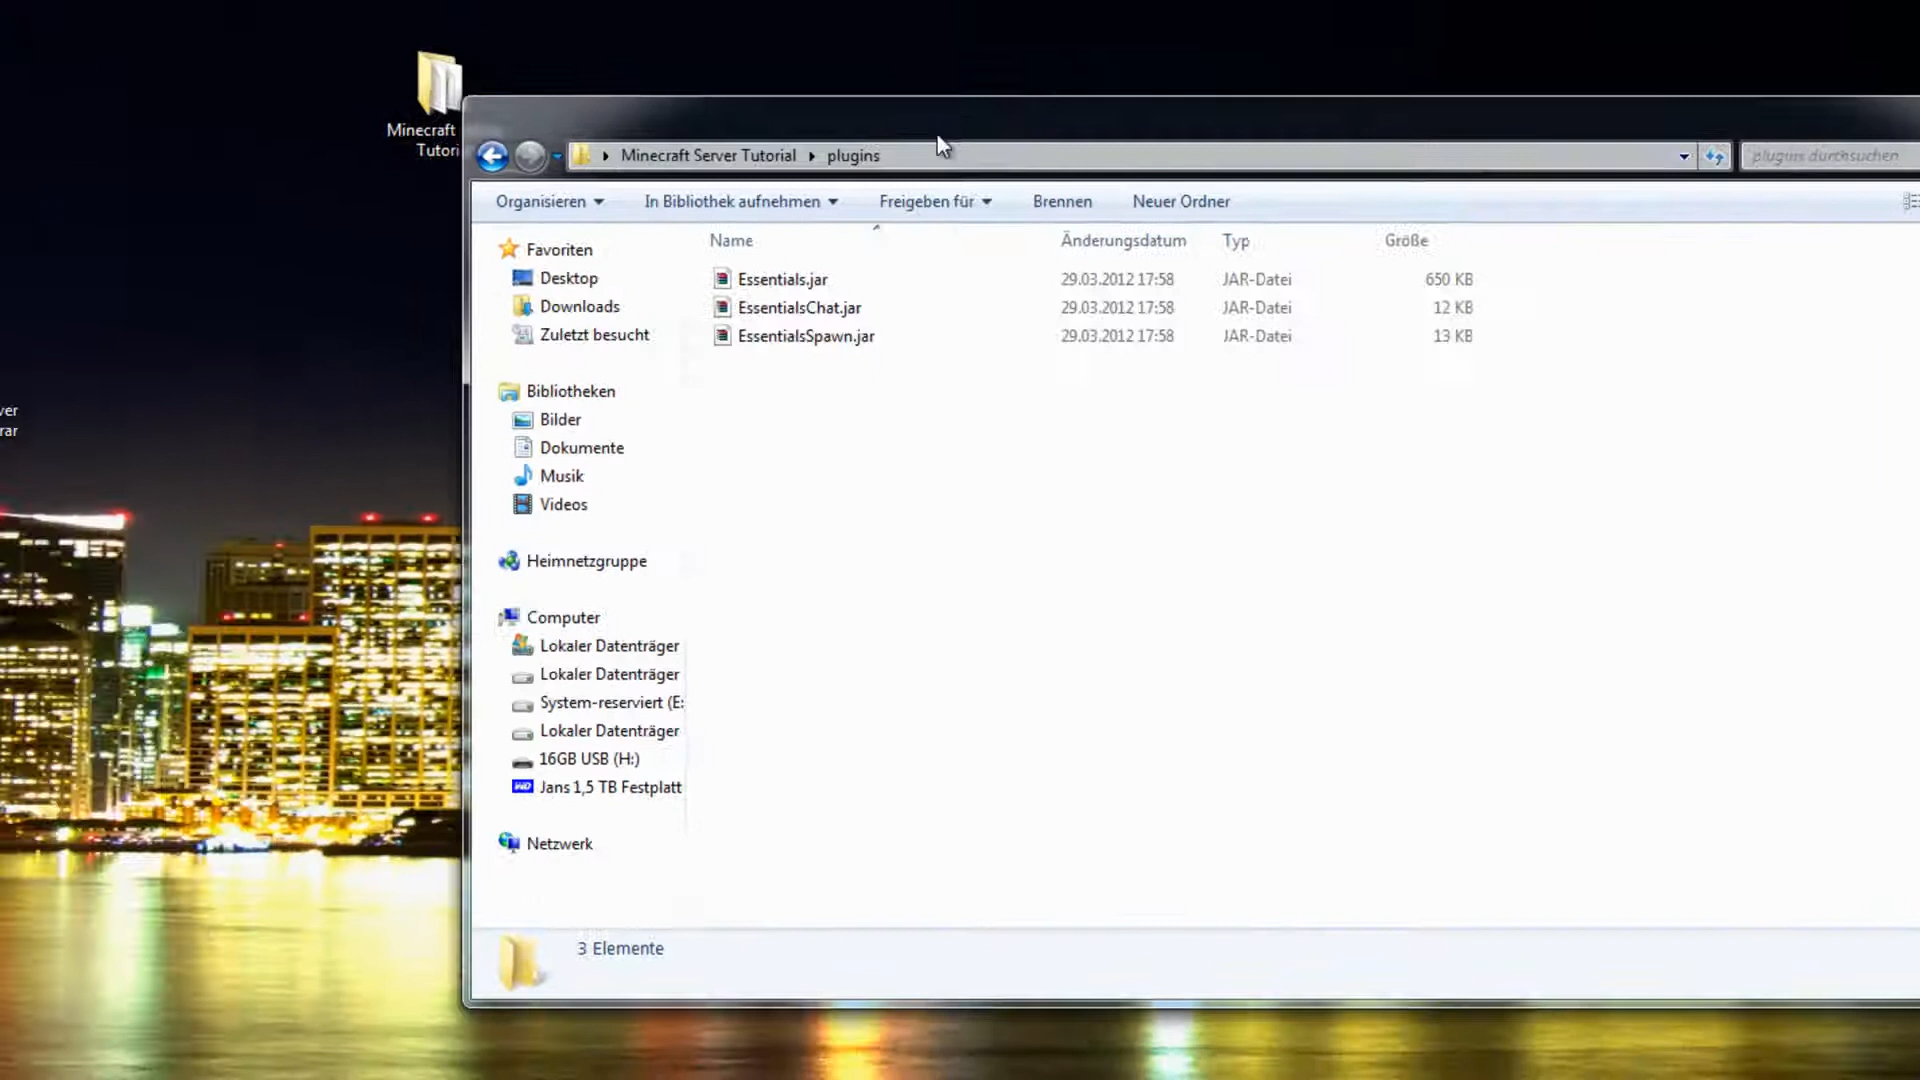 Minecraft
Tutori
ver
rar
Minecraft Server Tutorial
plugins
plugins durchsuchen
Organisieren
In Bibliothek aufnehmen
Freigeben für
Brennen
Neuer Ordner
Name
Änderungsdatum
Typ
Größe
Favoriten
Desktop
Downloads
Zuletzt besucht
Bibliotheken
Bilder
Dokumente
Musik
Videos
Heimnetzgruppe
Computer
Lokaler Datenträger
Lokaler Datenträger
System-reserviert (E:
Lokaler Datenträger
16GB USB (H:)
WD Jans 1,5 TB Festplatt
Netzwerk
Essentials.jar 29.03.2012 17:58 JAR-Datei 650 KB
EssentialsChat.jar 29.03.2012 17:58 JAR-Datei 12 KB
EssentialsSpawn.jar 29.03.2012 17:58 JAR-Datei 13 KB
3 Elemente